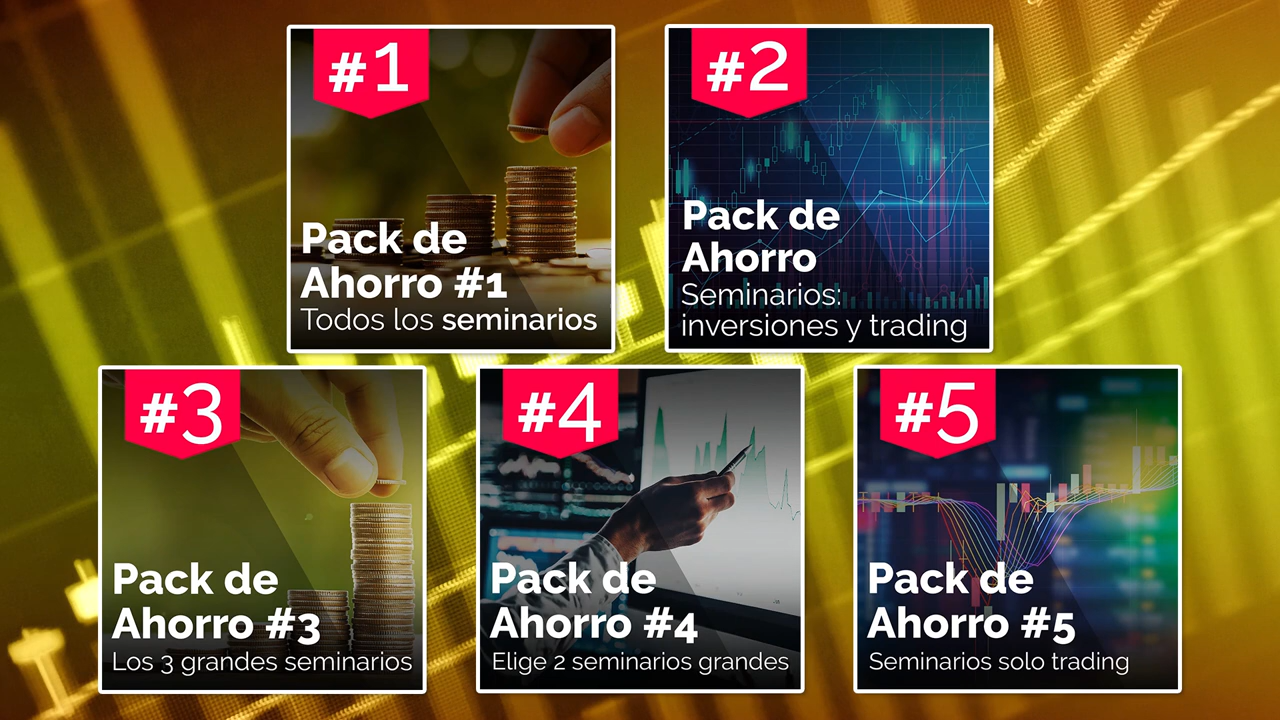 #1
Pack de
Ahorro #1
Todos los seminarios
#2
Pack de
Ahorro
Seminarios:
inversiones y trading
#3
Pack de
Ahorro #3
Los 3 grandes seminarios
#4
Pack de
Ahorro #4
Elige 2 seminarios grandes
#5
Pack de
Ahorro #5
Seminarios solo trading